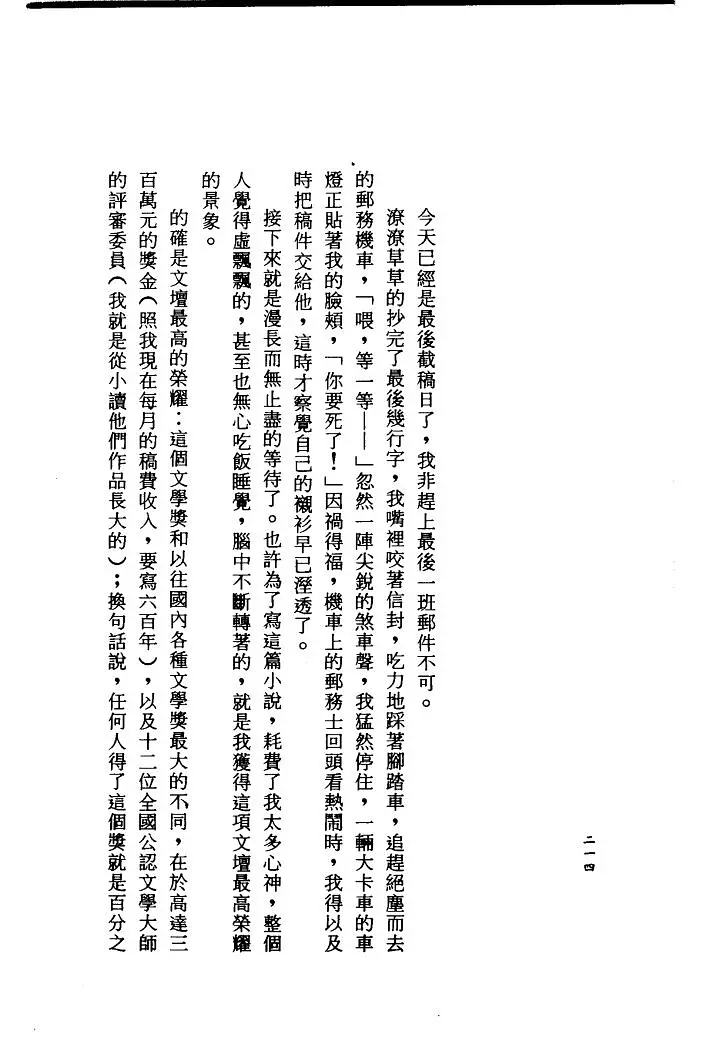 二一四
今天已經是最後截稿日了，我非趕上最後一班郵件不可。
潦潦草草的抄完了最後幾行字，我嘴裡咬著信封，吃力地踩著腳踏車，追趕絕塵而去
的郵務機車，「喂，等一等——」忽然一陣尖銳的煞車聲，我猛然停住，一輛大卡車的車
燈正貼著我的臉頰，「你要死了！」因禍得福，機車上的郵務士回頭看熱鬧時，我得以及
時把稿件交給他，這時才察覺自己的襯衫早已溼透了。
接下來就是漫長而無止盡的等待了。也許為了寫這篇小說，耗費了我太多心神，整個
人覺得虛飄飄的，甚至也無心吃飯睡覺，腦中不斷轉著的，就是我獲得這項文壇最高榮耀
的景象。
的確是文壇最高的榮耀：這個文學獎和以往國內各種文學獎最大的不同，在於高達三
百萬元的獎金（照我現在每月的稿費收入，要寫六百年），以及十二位全國公認文學大師
的評審委員（我就是從小讀他們作品長大的）；換句話說，任何人得了這個獎就是百分之